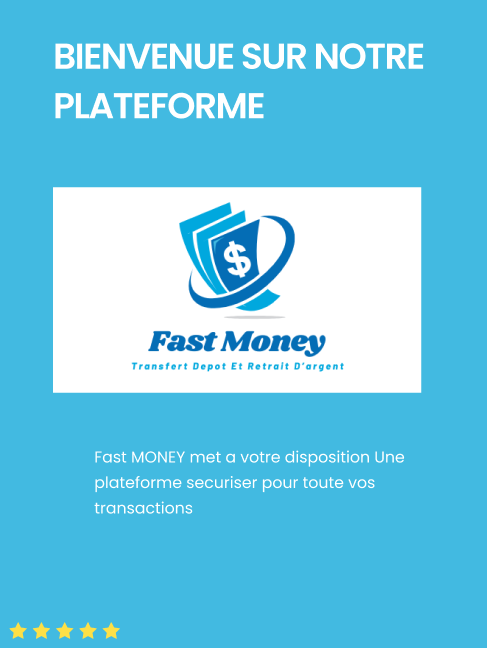 BIENVENUE SUR NOTRE
PLATEFORME
$
Fast Money
Transfert Depot Et Retrait D'argent
Fast MONEY met a votre disposition Une
plateforme securiser pour toute vos
transactions